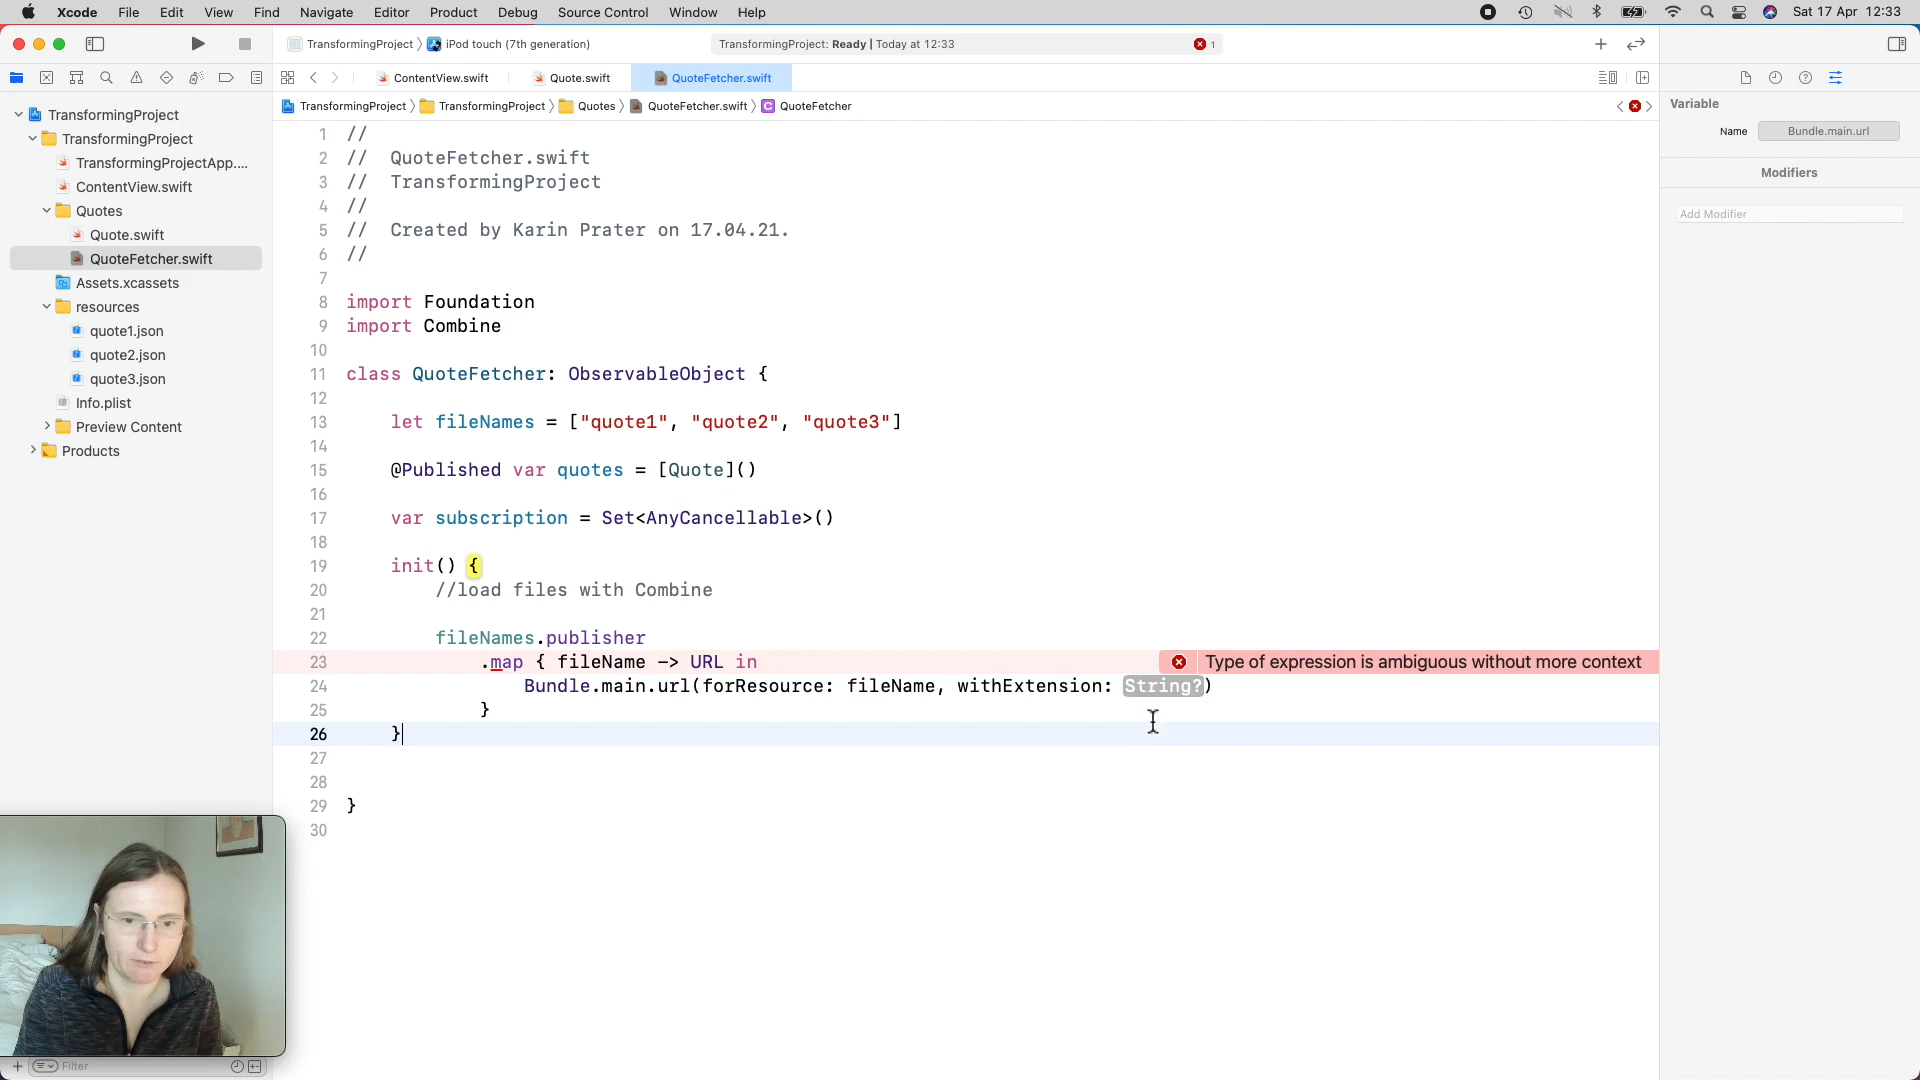 Xcode File Edit View Find Navigate Editor Product Debug Source Control Window Help Sat 17 Apr 12:33
TransformingProject iPod touch (7th generation) TransformingProject: Ready | Today at 12:33 1
ContentView.swift Quote.swift QuoteFetcher.swift
TransformingProject TransformingProject Quotes QuoteFetcher.swift C QuoteFetcher
TransformingProject
TransformingProject
TransformingProjectApp....
ContentView.swift
Quotes
Quote.swift
QuoteFetcher.swift
Assets.xcassets
resources
quote1.json
quote2.json
quote3.json
Info.plist
Preview Content
Products
Filter
1 //
2 // QuoteFetcher.swift
3 // TransformingProject
4 //
5 // Created by Karin Prater on 17.04.21.
6 //
7
8 import Foundation
9 import Combine
10
11 class QuoteFetcher: ObservableObject {
12
13 let fileNames = ["quote1", "quote2", "quote3"]
14
15 @Published var quotes = [Quote]()
16
17 var subscription = Set<AnyCancellable>()
18
19 init() {
20 //load files with Combine
21
22 fileNames.publisher
23 .map { fileName -> URL in Type of expression is ambiguous without more context
24 Bundle.main.url(forResource: fileName, withExtension: String?)
25 }
26 }
27
28
29 }
30
Variable
Name Bundle.main.url
Modifiers
Add Modifier